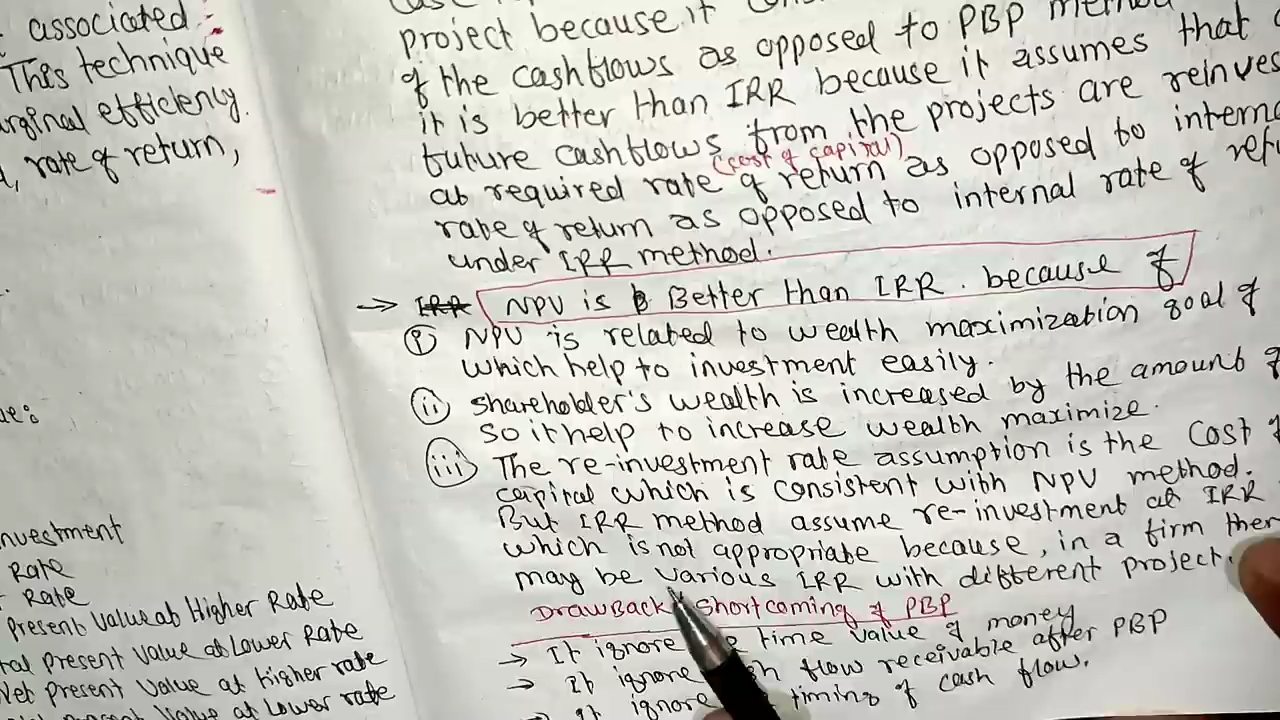 associated.
This technique
efficiency.
rate of return,
nvestment
Rate
Rate
Present Value at Higher Rate
Present Value at Lower Rate
Present Value at Higher rate
Value at Lower rate
project because it
of the cashflows as opposed to PBP method
it is better than IRR because it assumes that
future cashflows from the projects are reinves
(cost of capital)
at required rate of return as opposed to interna
rate of return as opposed to internal rate of retu
under IRR method.
→ IRR NPV is B Better than IRR. because of
(i) NPV is related to wealth maximization goal of
which help to investment easily.
(ii) shareholder's wealth is increased by the amount of
so it help to increase wealth maximize.
(iii) The re-investment rate assumption is the Cost of
capital which is consistent with NPV method.
But IRR method assume re-investment at IRR
which is not appropriate because, in a firm ther
may be various IRR with different project.
DrawBack shortcoming of PBP
→ It ignore time value of money
→ It ignore flow receivable after PBP
→ It ignore timing of cash flow.